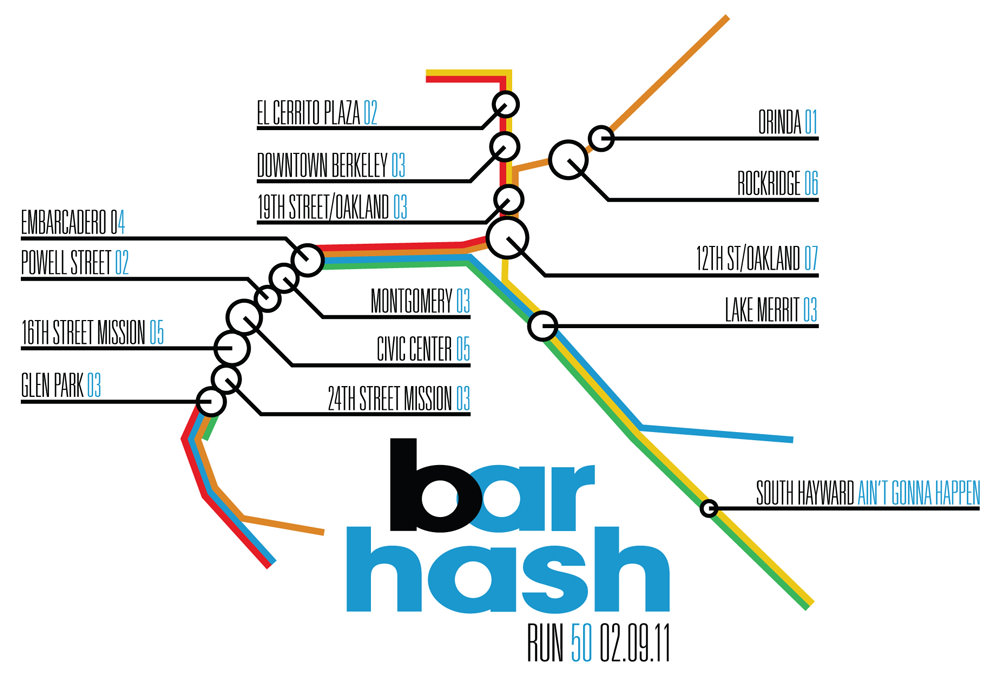 EL CERRITO PLAZA 02
ORINDA 01
DOWNTOWN BERKELEY 03
ROCKRIDGE 06
19TH STREET/OAKLAND 03
EMBARCADERO 04
POWELL STREET 02
12TH ST/OAKLAND 07
MONTGOMERY 03
LAKE MERRIT 03
16TH STREET MISSION 05
CIVIC CENTER 05
GLEN PARK 03
24TH STREET MISSION 03
SOUTH HAYWARD AIN'T GONNA HAPPEN
bar
hash
RUN 50 02.09.11